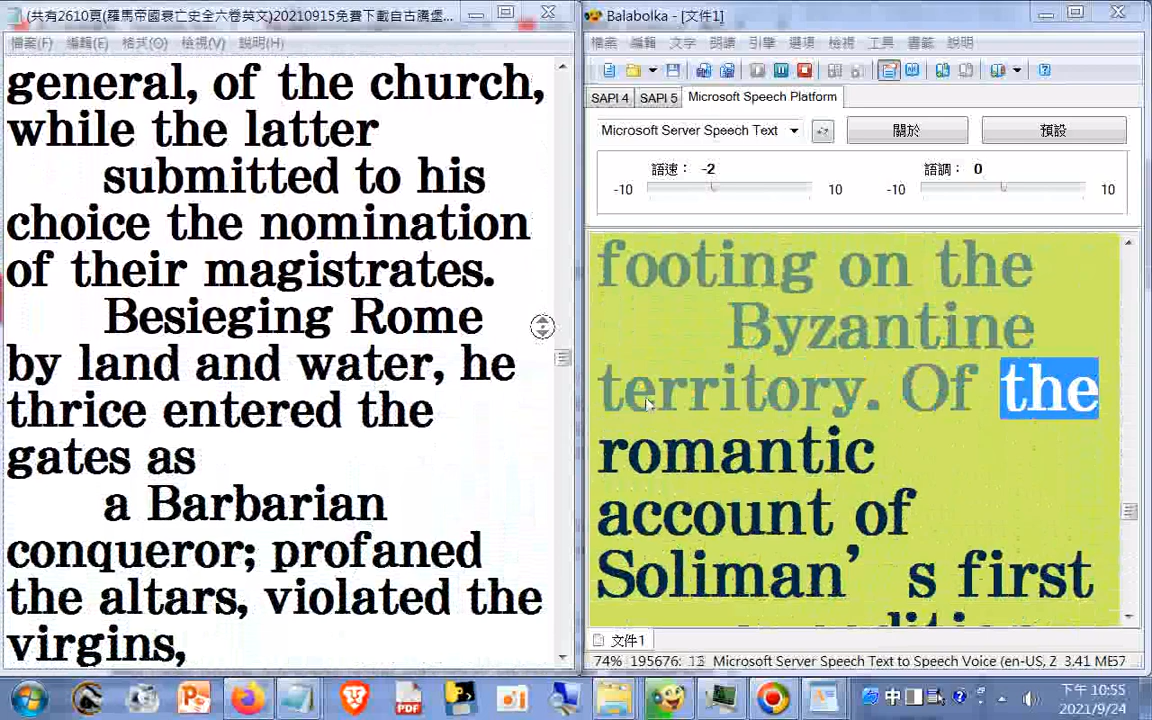 (共有2610頁(羅馬帝國衰亡史全六卷英文)20210915免費下載自古騰堡...
檔案(F) 編輯(E) 格式(O) 檢視(V) 說明(H)
general, of the church,
while the latter
submitted to his
choice the nomination
of their magistrates.
Besieging Rome
by land and water, he
thrice entered the
gates as
a Barbarian
conqueror; profaned
the altars, violated the
virgins,
Balabolka - [文件1]
檔案 編輯 文字 朗讀 引擎 選項 檢視 工具 書籤 說明
SAPI 4 SAPI 5 Microsoft Speech Platform
Microsoft Server Speech Text 關於 預設
語速: -2 語調: 0
-10 10 -10 10
footing on the
Byzantine
territory. Of the
romantic
account of
Soliman’s first
文件1
74% 195676: 13 Microsoft Server Speech Text to Speech Voice (en-US, Z 3.41 ME57
PDF 中 下午 10:55
2021/9/24